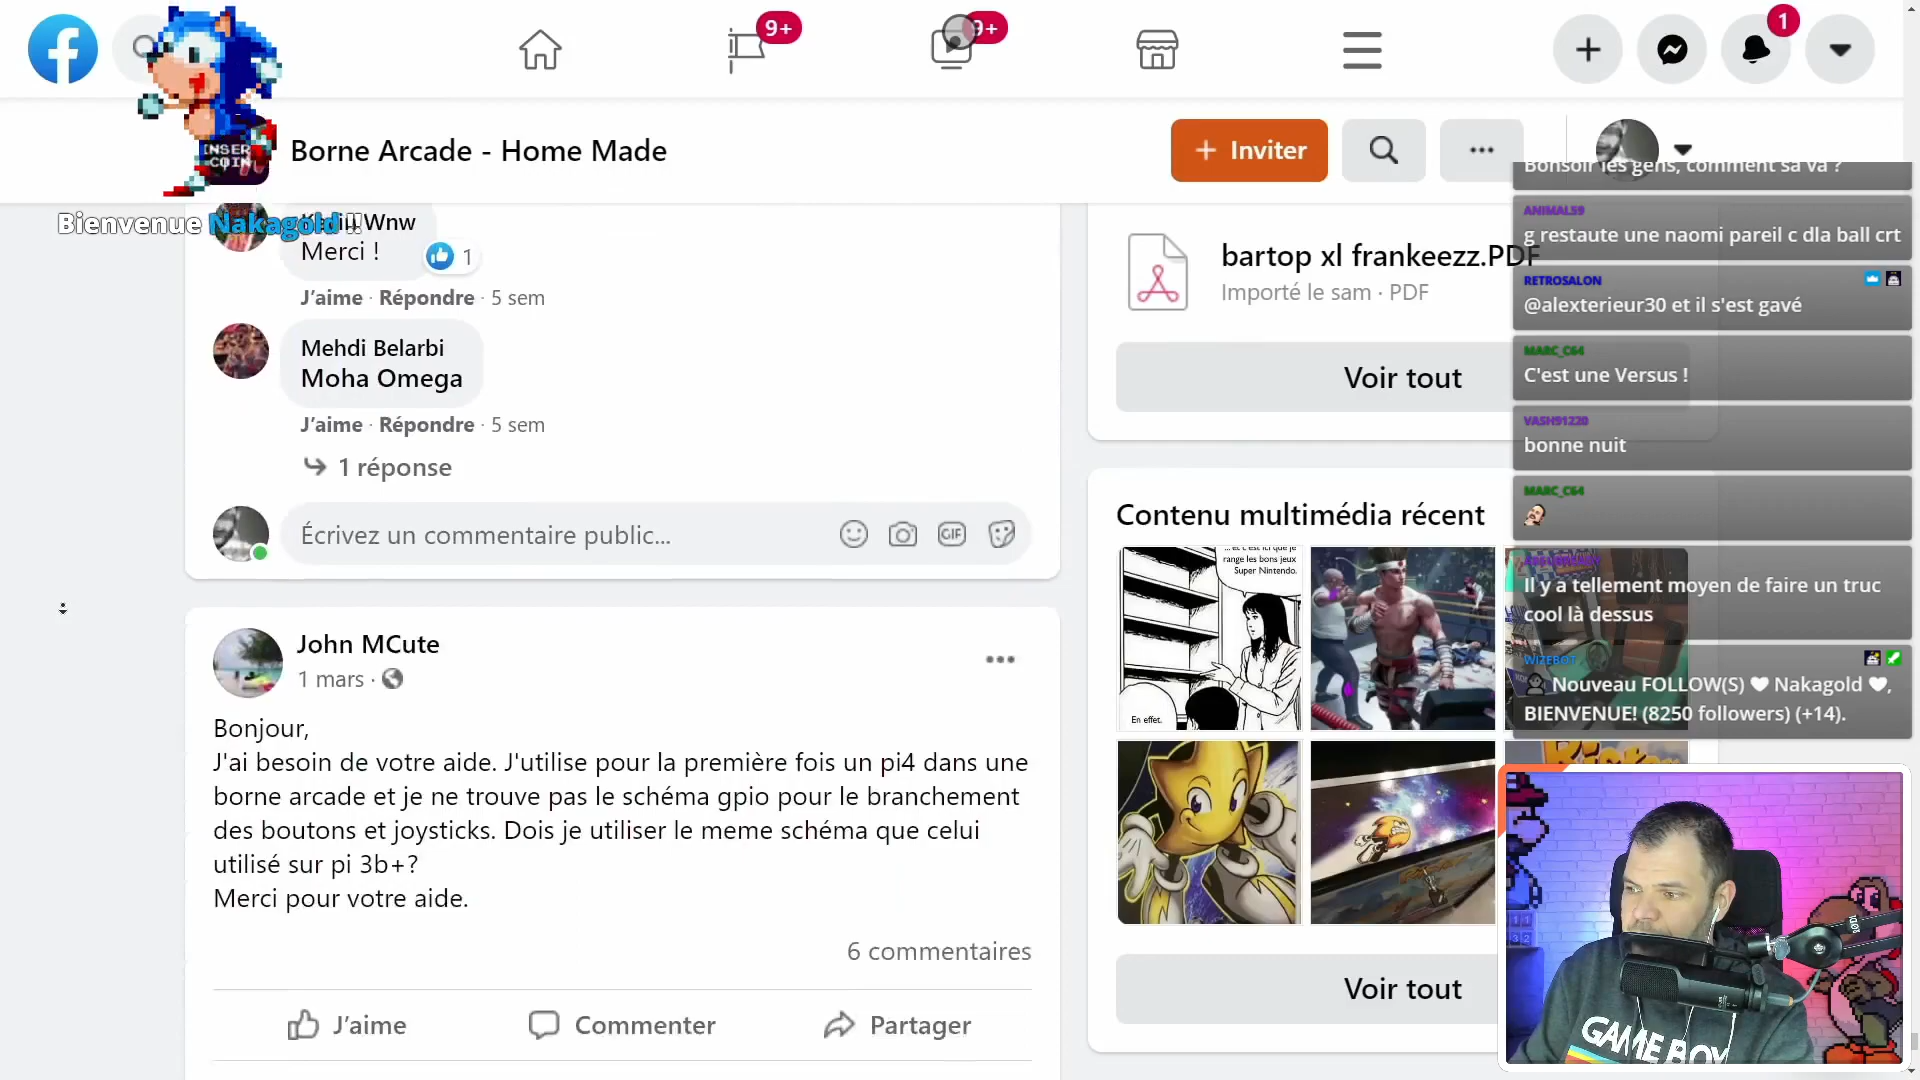 9+
9+
1
INSER
COIN
Borne Arcade - Home Made
+ Inviter
Bienvenue Nakagold !!
Wnw
Merci !
1
J'aime · Répondre · 5 sem
Mehdi Belarbi
Moha Omega
J'aime · Répondre · 5 sem
1 réponse
Écrivez un commentaire public...
GIF
John MCute
1 mars ·
Bonjour,
J'ai besoin de votre aide. J'utilise pour la première fois un pi4 dans une
borne arcade et je ne trouve pas le schéma gpio pour le branchement
des boutons et joysticks. Dois je utiliser le meme schéma que celui
utilisé sur pi 3b+?
Merci pour votre aide.
6 commentaires
J'aime
Commenter
Partager
bartop xl frankeezz.PDF
Importé le sam · PDF
Voir tout
Contenu multimédia récent
... et c'est ici que je
range les bons jeux
Super Nintendo.
En effet.
Voir tout
Bonsoir les gens, comment sa va ?
ANIMAL59
g restaute une naomi pareil c dla ball crt
RETROSALON
@alexterieur30 et il s'est gavé
MARC_C64
C'est une Versus !
VASH91220
bonne nuit
MARC_C64
Il y a tellement moyen de faire un truc
cool là dessus
WIZEBOT
Nouveau FOLLOW(S) ♥ Nakagold ♥,
BIENVENUE! (8250 followers) (+14).
GAME BOY